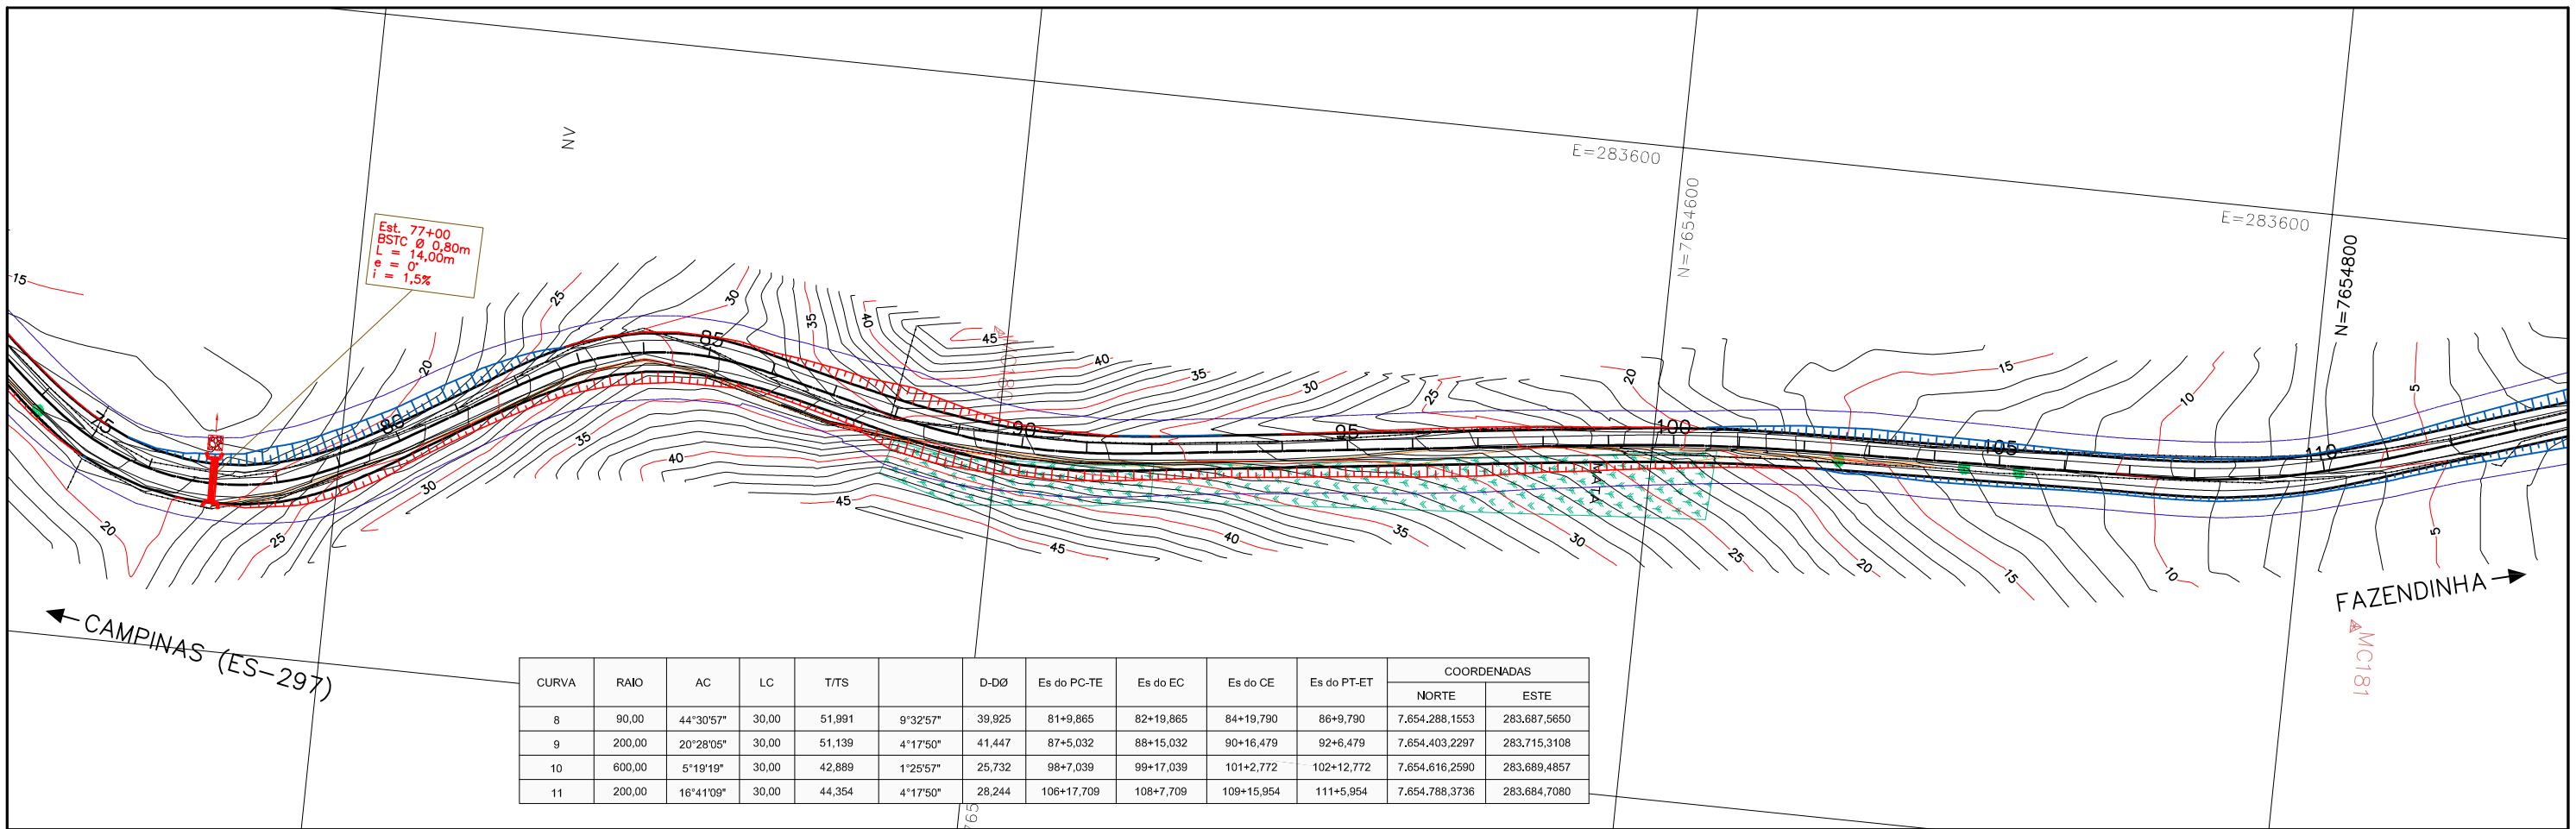 E=283600
E=283600
NV
N=7654600
N=7654800
Est. 77+00
BSTC Ø 0,80m
L = 14,00m
e = 0°
i = 1,5%
15
25
30
35
40
45
40
35
30
25
20
15
10
5
20
75
80
85
90
95
100
105
110
MATA
20
25
30
35
40
45
45
40
35
30
25
20
15
10
5
CAMPINAS (ES-297)
FAZENDINHA
MC181
CURVA RAIO AC LC T/TS D-DØ Es do PC-TE Es do EC Es do CE Es do PT-ET COORDENADAS
NORTE ESTE
8 90,00 44°30'57" 30,00 51,991 9°32'57" 39,925 81+9,865 82+19,865 84+19,790 86+9,790 7.654.288,1553 283.687,5650
9 200,00 20°28'05" 30,00 51,139 4°17'50" 41,447 87+5,032 88+15,032 90+16,479 92+6,479 7.654.403,2297 283.715,3108
10 600,00 5°19'19" 30,00 42,889 1°25'57" 25,732 98+7,039 99+17,039 101+2,772 102+12,772 7.654.616,2590 283.689,4857
11 200,00 16°41'09" 30,00 44,354 4°17'50" 28,244 106+17,709 108+7,709 109+15,954 111+5,954 7.654.788,3736 283.684,7080